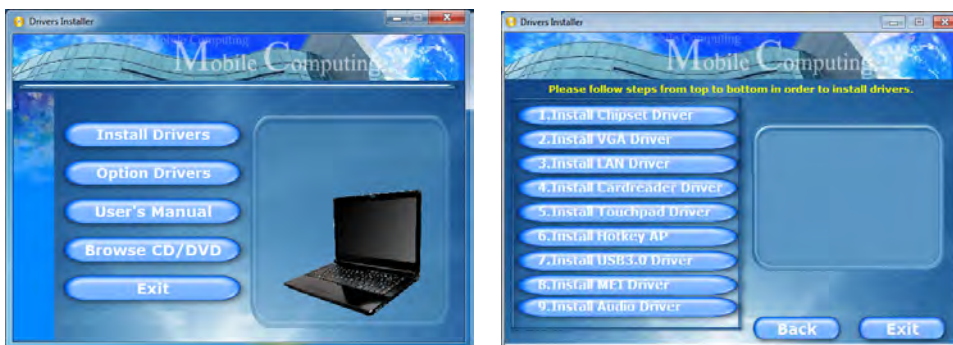 Drivers Installer
Mobile Computing
Mobile Computing
Install Drivers
Option Drivers
User's Manual
Browse CD/DVD
Exit
Drivers Installer
Mobile Computing
Please follow steps from top to bottom in order to install drivers.
1.Install Chipset Driver
2.Install VGA Driver
3.Install LAN Driver
4.Install Cardreader Driver
5.Install Touchpad Driver
6.Install Hotkey AP
7.Install USB3.0 Driver
8.Install MEI Driver
9.Install Audio Driver
Back
Exit